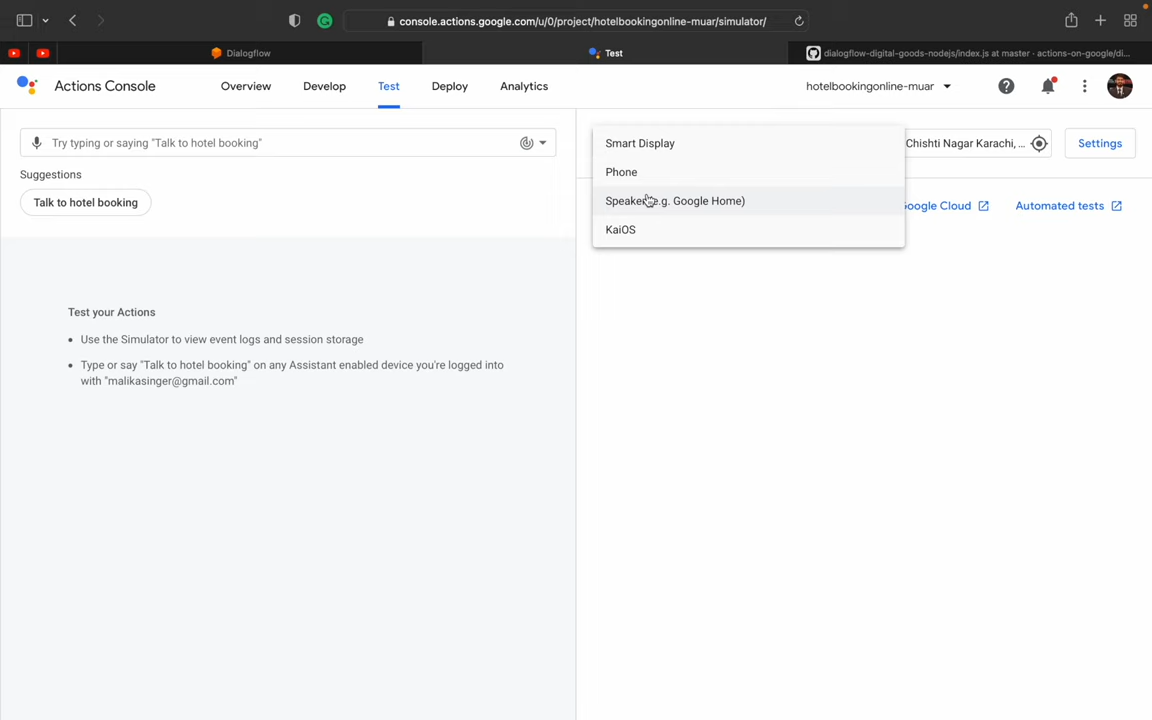 console.actions.google.com/u/0/project/hotelbookingonline-muar/simulator/
Dialogflow
Test
dialogflow-digital-goods-nodejs/index.js at master · actions-on-google/di...
Actions Console
Overview
Develop
Test
Deploy
Analytics
hotelbookingonline-muar
Try typing or saying "Talk to hotel booking"
Suggestions
Talk to hotel booking
Test your Actions
• Use the Simulator to view event logs and session storage
• Type or say "Talk to hotel booking" on any Assistant enabled device you're logged into
with "malikasinger@gmail.com"
Smart Display
Phone
Speaker (e.g. Google Home)
KaiOS
Chishti Nagar Karachi, ...
Settings
Google Cloud
Automated tests